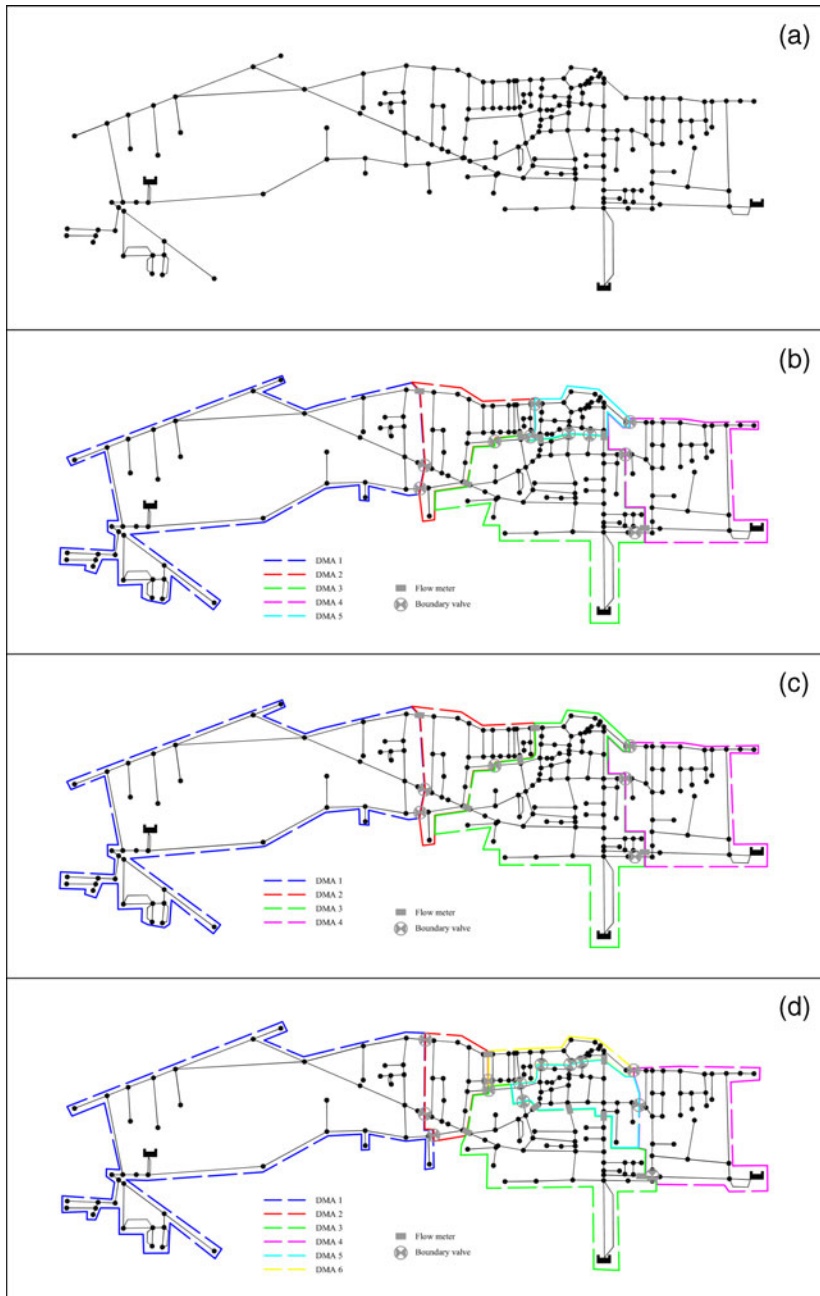 (a)
(b)
DMA 1
DMA 2
DMA 3
DMA 4
DMA 5
Flow meter
Boundary valve
(c)
DMA 1
DMA 2
DMA 3
DMA 4
Flow meter
Boundary valve
(d)
DMA 1
DMA 2
DMA 3
DMA 4
DMA 5
DMA 6
Flow meter
Boundary valve